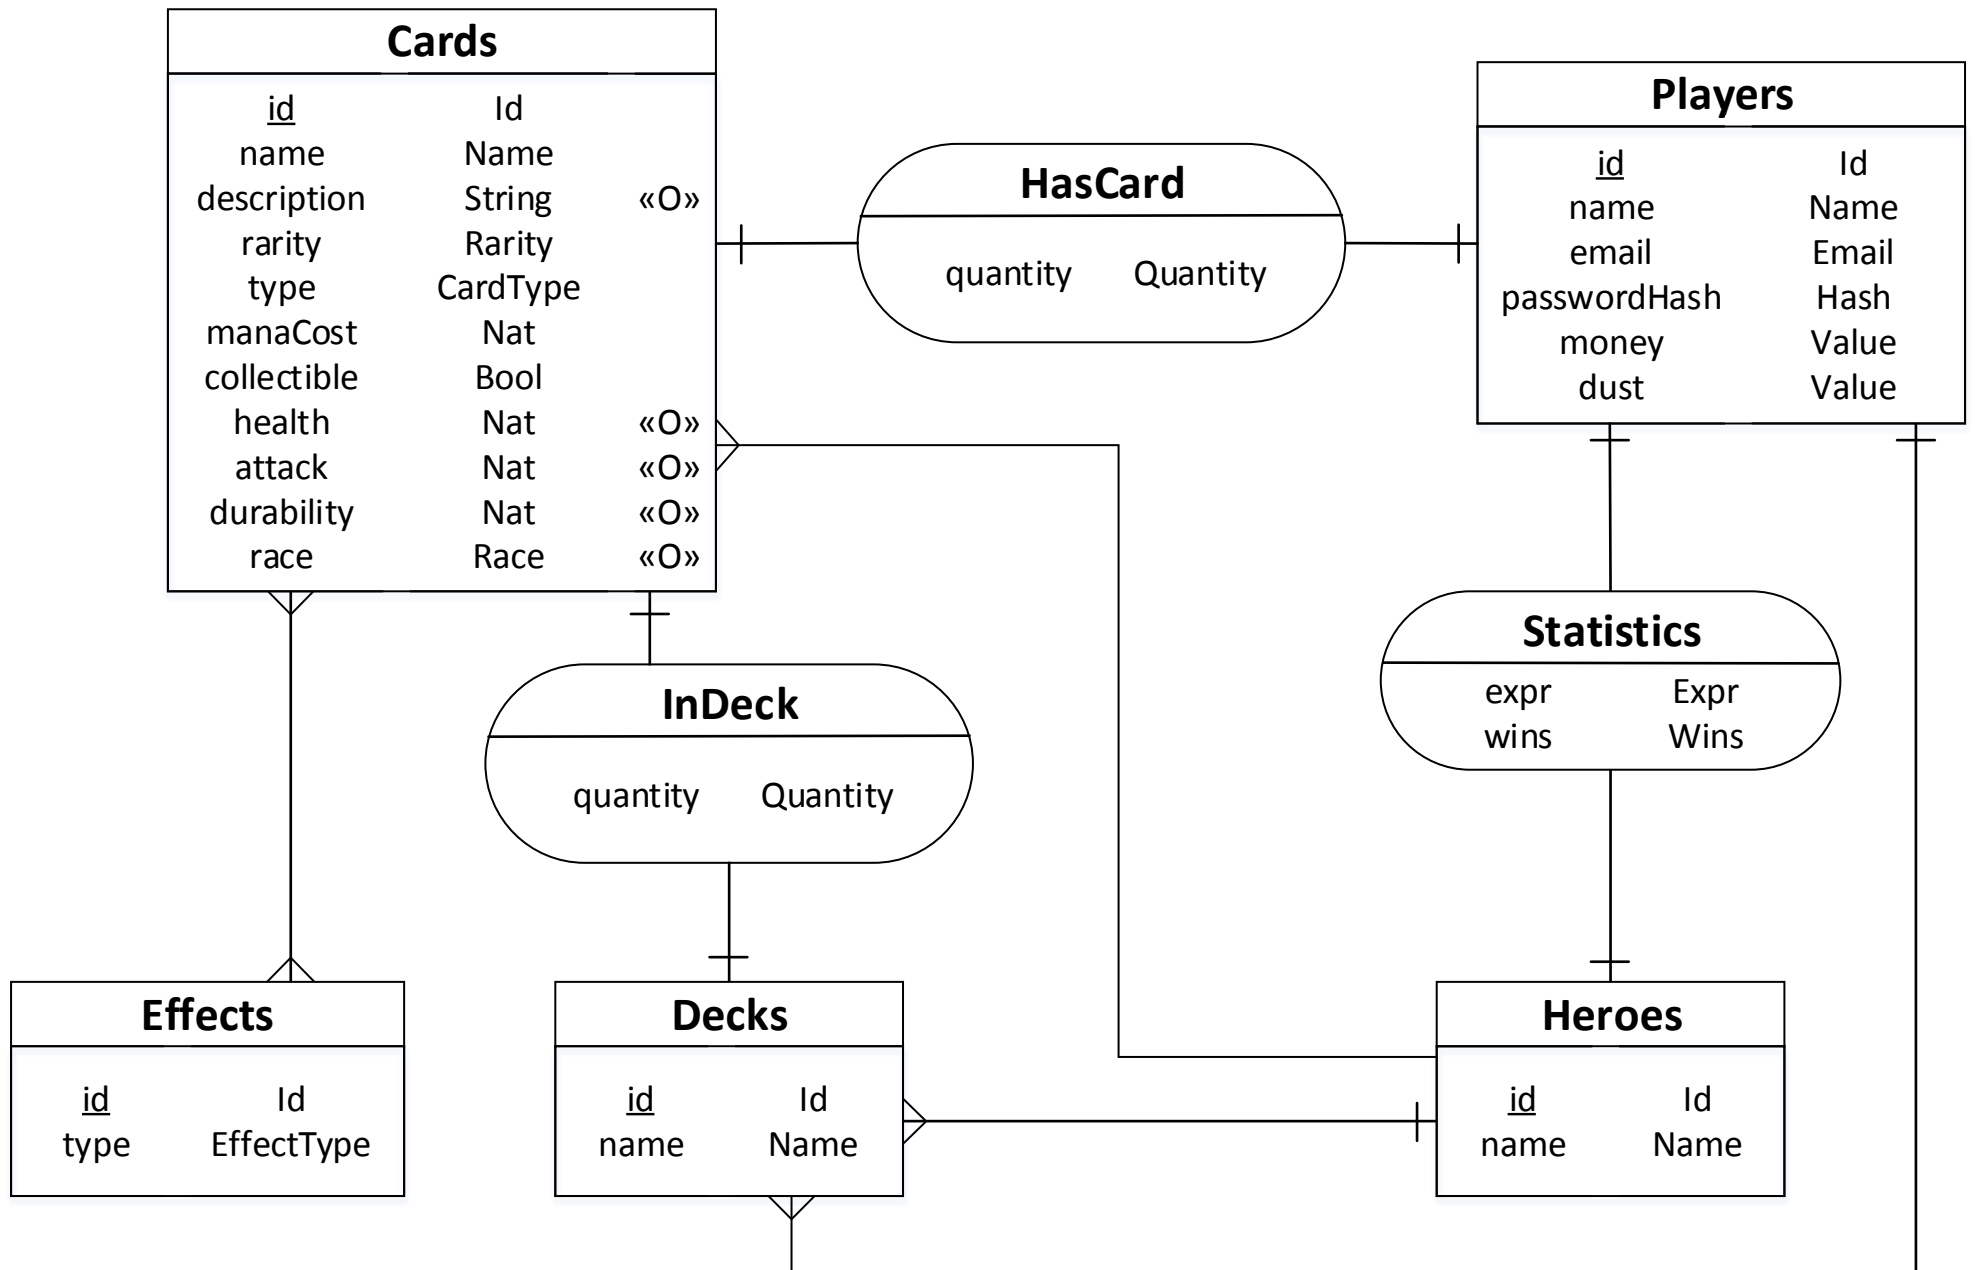 Cards
id Id
name Name
description String «O»
rarity Rarity
type CardType
manaCost Nat
collectible Bool
health Nat «O»
attack Nat «O»
durability Nat «O»
race Race «O»
HasCard
quantity Quantity
Players
id Id
name Name
email Email
passwordHash Hash
money Value
dust Value
InDeck
quantity Quantity
Statistics
expr Expr
wins Wins
Effects
id Id
type EffectType
Decks
id Id
name Name
Heroes
id Id
name Name